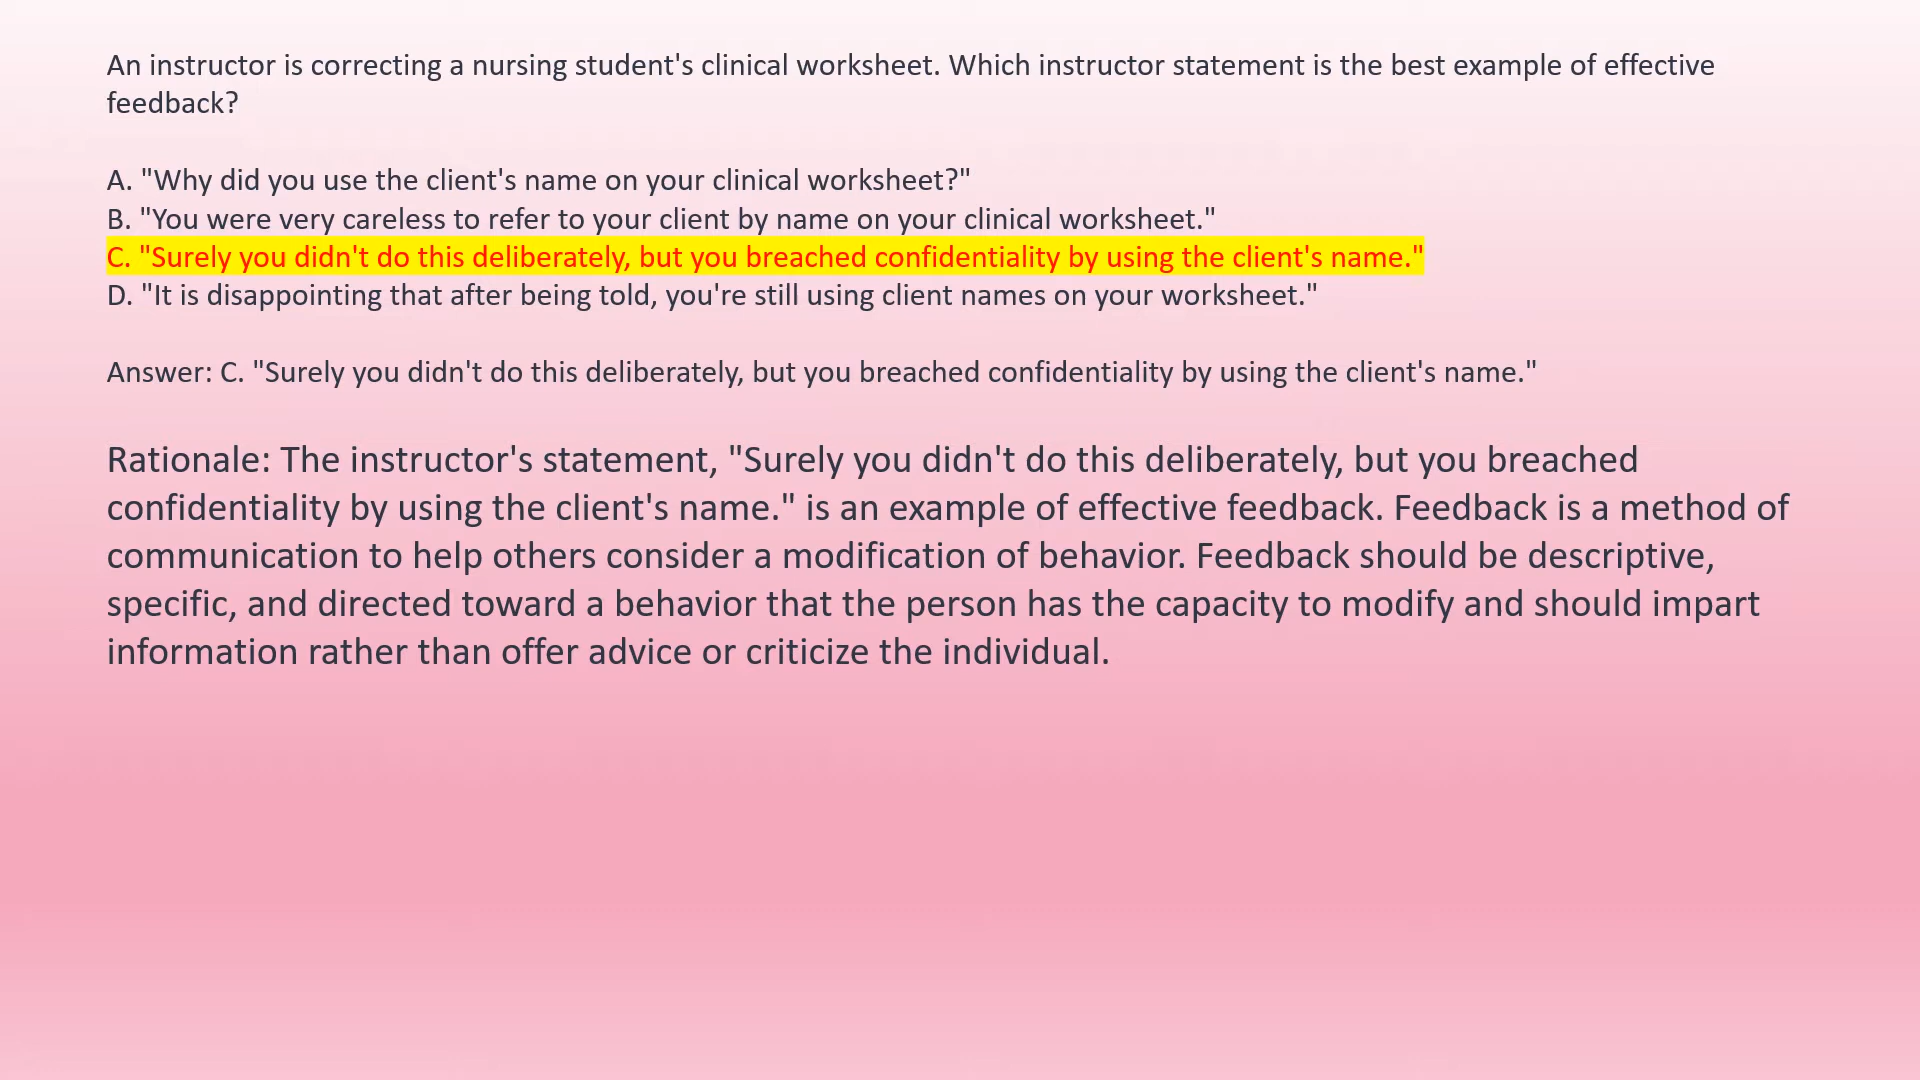 An instructor is correcting a nursing student's clinical worksheet. Which instructor statement is the best example of effective
feedback?
A. "Why did you use the client's name on your clinical worksheet?"
B. "You were very careless to refer to your client by name on your clinical worksheet."
C. "Surely you didn't do this deliberately, but you breached confidentiality by using the client's name."
D. "It is disappointing that after being told, you're still using client names on your worksheet."
Answer: C. "Surely you didn't do this deliberately, but you breached confidentiality by using the client's name."
Rationale: The instructor's statement, "Surely you didn't do this deliberately, but you breached
confidentiality by using the client's name." is an example of effective feedback. Feedback is a method of
communication to help others consider a modification of behavior. Feedback should be descriptive,
specific, and directed toward a behavior that the person has the capacity to modify and should impart
information rather than offer advice or criticize the individual.